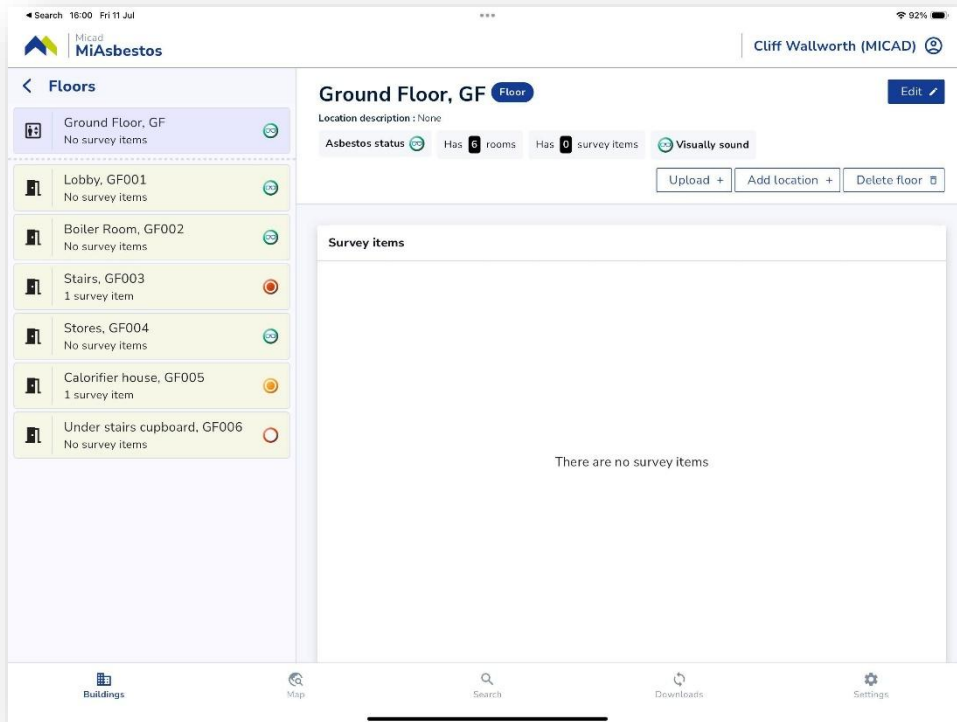 Search 16:00 Fri 11 Jul
92%
Micad
MiAsbestos
Cliff Wallworth (MICAD)
Floors
Ground Floor, GF
No survey items
Lobby, GF001
No survey items
Boiler Room, GF002
No survey items
Stairs, GF003
1 survey item
Stores, GF004
No survey items
Calorifier house, GF005
1 survey item
Under stairs cupboard, GF006
No survey items
Ground Floor, GF Floor
Edit
Location description : None
Asbestos status Has 6 rooms Has 0 survey items Visually sound
Upload + Add location + Delete floor
Survey items
There are no survey items
Buildings Map Search Downloads Settings